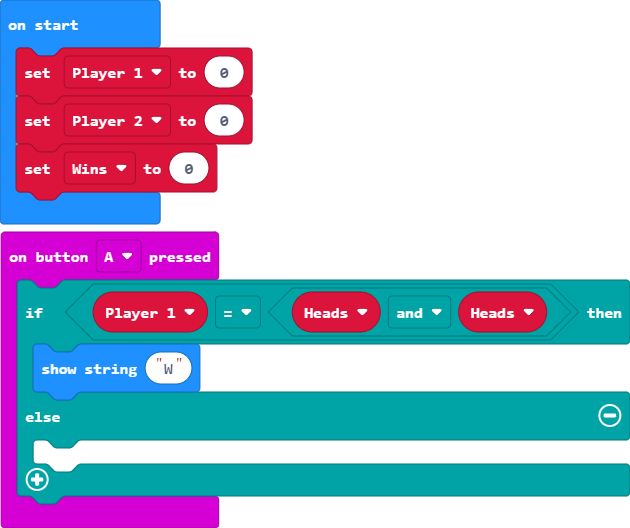 on start
set Player 1 to 0
set Player 2 to 0
set Wins to 0
on button A pressed
if Player 1 = Heads and Heads then
show string "W"
else